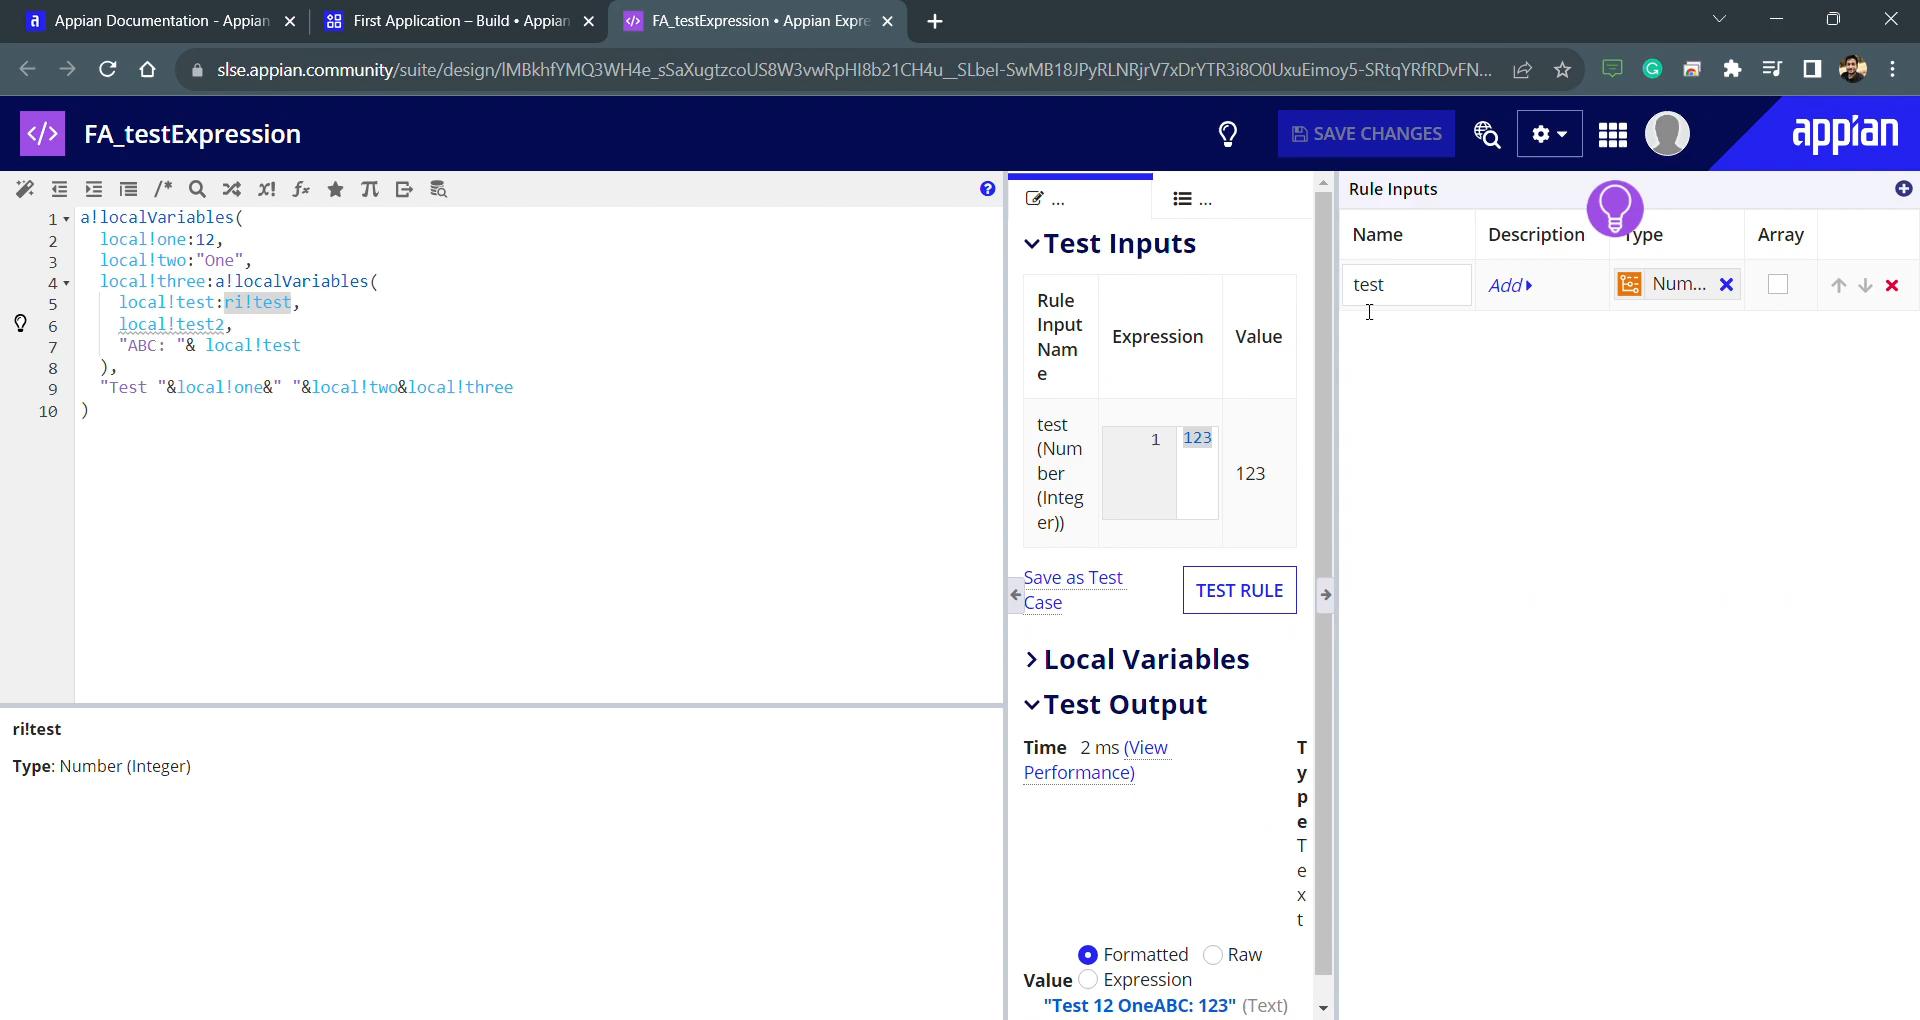 Appian Documentation - Appian
First Application – Build • Appian
FA_testExpression • Appian Expre
slse.appian.community/suite/design/
FA_testExpression
SAVE CHANGES
appian
1 a!localVariables(
2 local!one:12,
3 local!two:"One",
4 local!three:a!localVariables(
5 local!test:ri!test,
6 local!test2,
7 "ABC: "& local!test
8 ),
9 "Test "&local!one&" "&local!two&local!three
10 )
ri!test
Type: Number (Integer)
...
...
Test Inputs
Rule
Input
Nam
e
Expression
Value
test
(Num
ber
(Integ
er))
1 123
123
Save as Test
Case
TEST RULE
Local Variables
Test Output
Time 2 ms (View
Performance)
T
y
p
e
T
e
x
t
Formatted Raw
Value Expression
"Test 12 OneABC: 123" (Text)
Rule Inputs
Name Description Type Array
test Add Num...